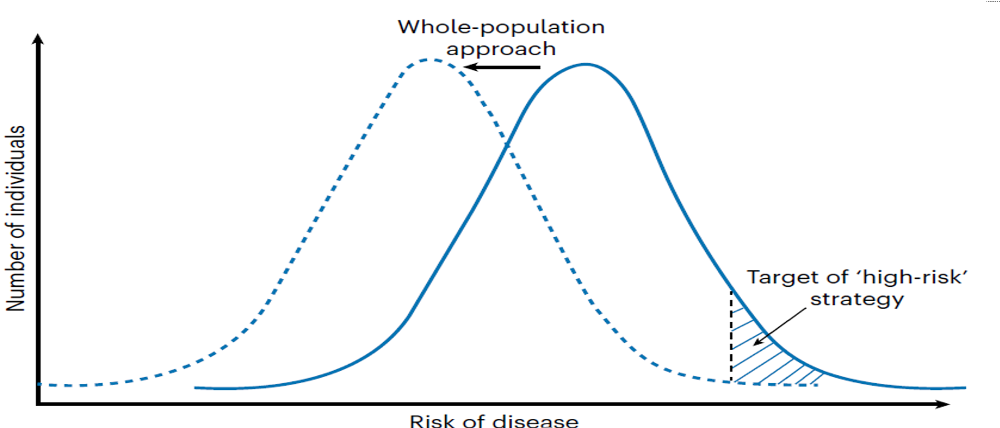 Whole-population
approach
Number of individuals
Target of ‘high-risk’
strategy
Risk of disease